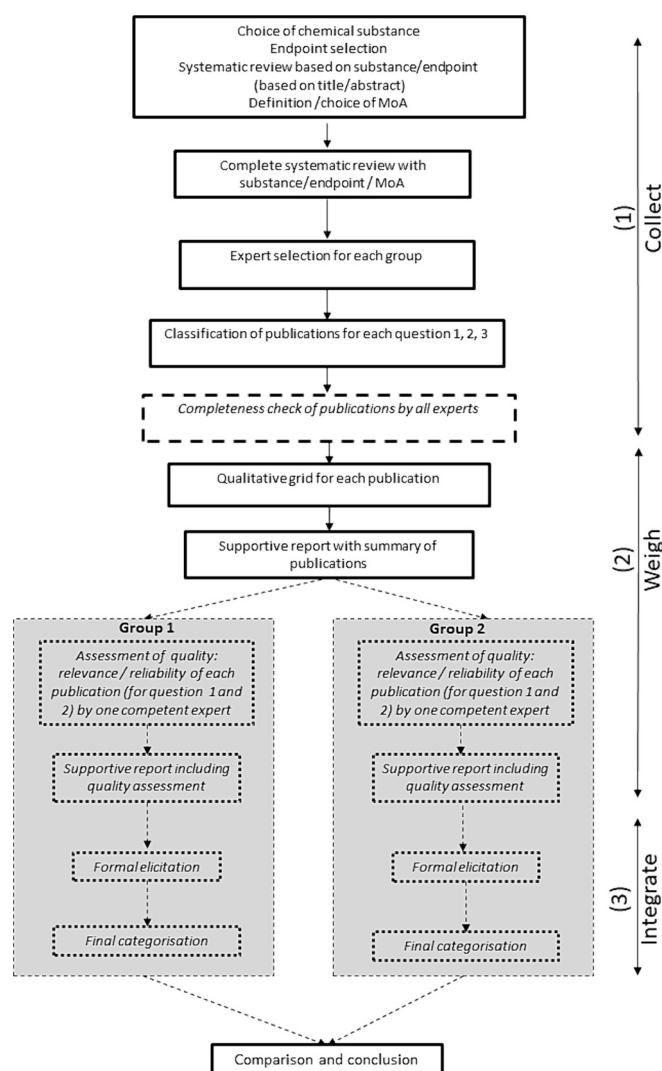 Choice of chemical substance
Endpoint selection
Systematic review based on substance/endpoint
(based on title/abstract)
Definition /choice of MoA
Complete systematic review with
substance/endpoint / MoA
Expert selection for each group
Classification of publications for each question 1, 2, 3
Completeness check of publications by all experts
(1)
Collect
Qualitative grid for each publication
Supportive report with summary of
publications
(2)
Weigh
Group 1
Assessment of quality:
relevance / reliability of each
publication (for question 1 and
2) by one competent expert
Supportive report including
quality assessment
Formal elicitation
Final categorisation
Group 2
Assessment of quality:
relevance / reliability of each
publication (for question 1 and
2) by one competent expert
Supportive report including
quality assessment
Formal elicitation
Final categorisation
(3)
Integrate
Comparison and conclusion